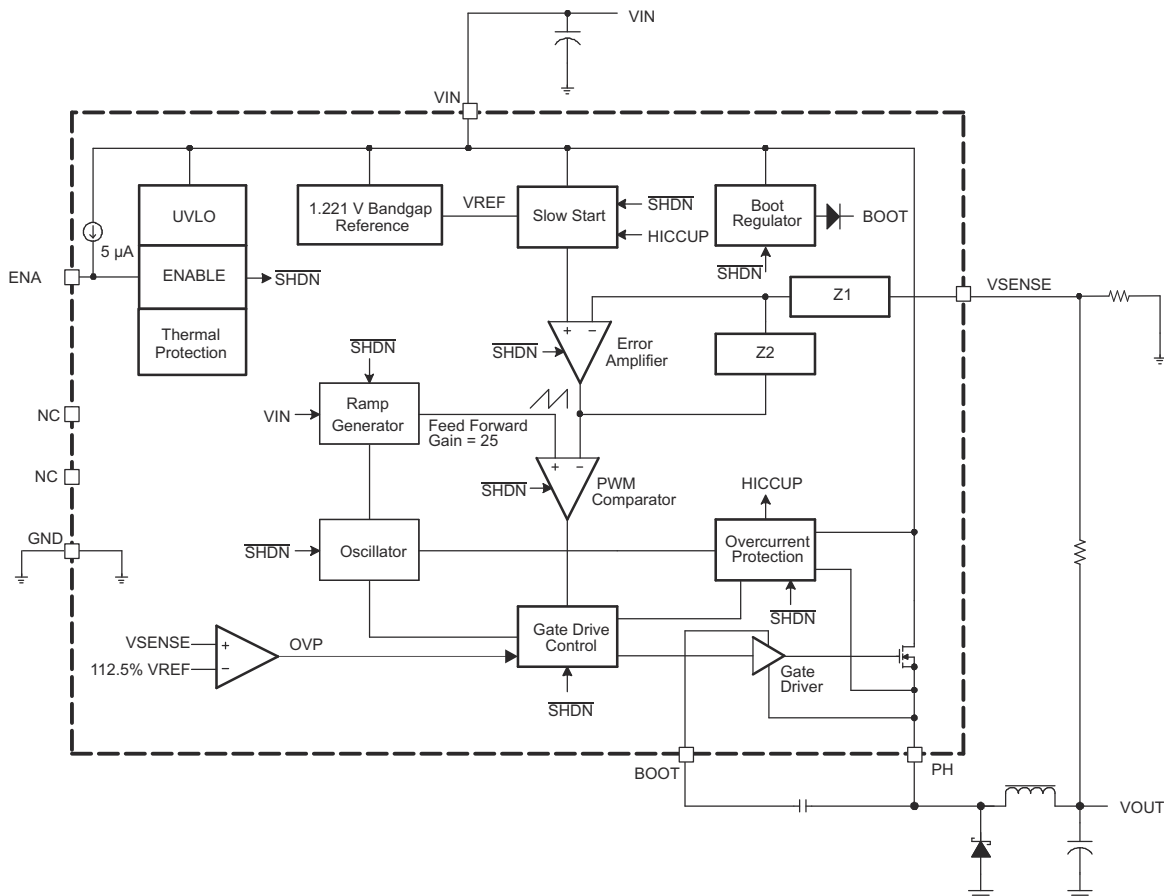 VIN
VIN
UVLO
1.221 V Bandgap
Reference
VREF
Slow Start
SHDN
HICCUP
Boot
Regulator
BOOT
SHDN
5 µA
ENA
ENABLE
SHDN
Thermal
Protection
Z1
VSENSE
Z2
SHDN
Error
Amplifier
+
−
SHDN
VIN
Ramp
Generator
Feed Forward
Gain = 25
NC
+
−
SHDN
PWM
Comparator
NC
HICCUP
GND
SHDN
Oscillator
Overcurrent
Protection
SHDN
VSENSE
+
112.5% VREF
−
OVP
Gate Drive
Control
SHDN
Gate
Driver
BOOT
PH
VOUT